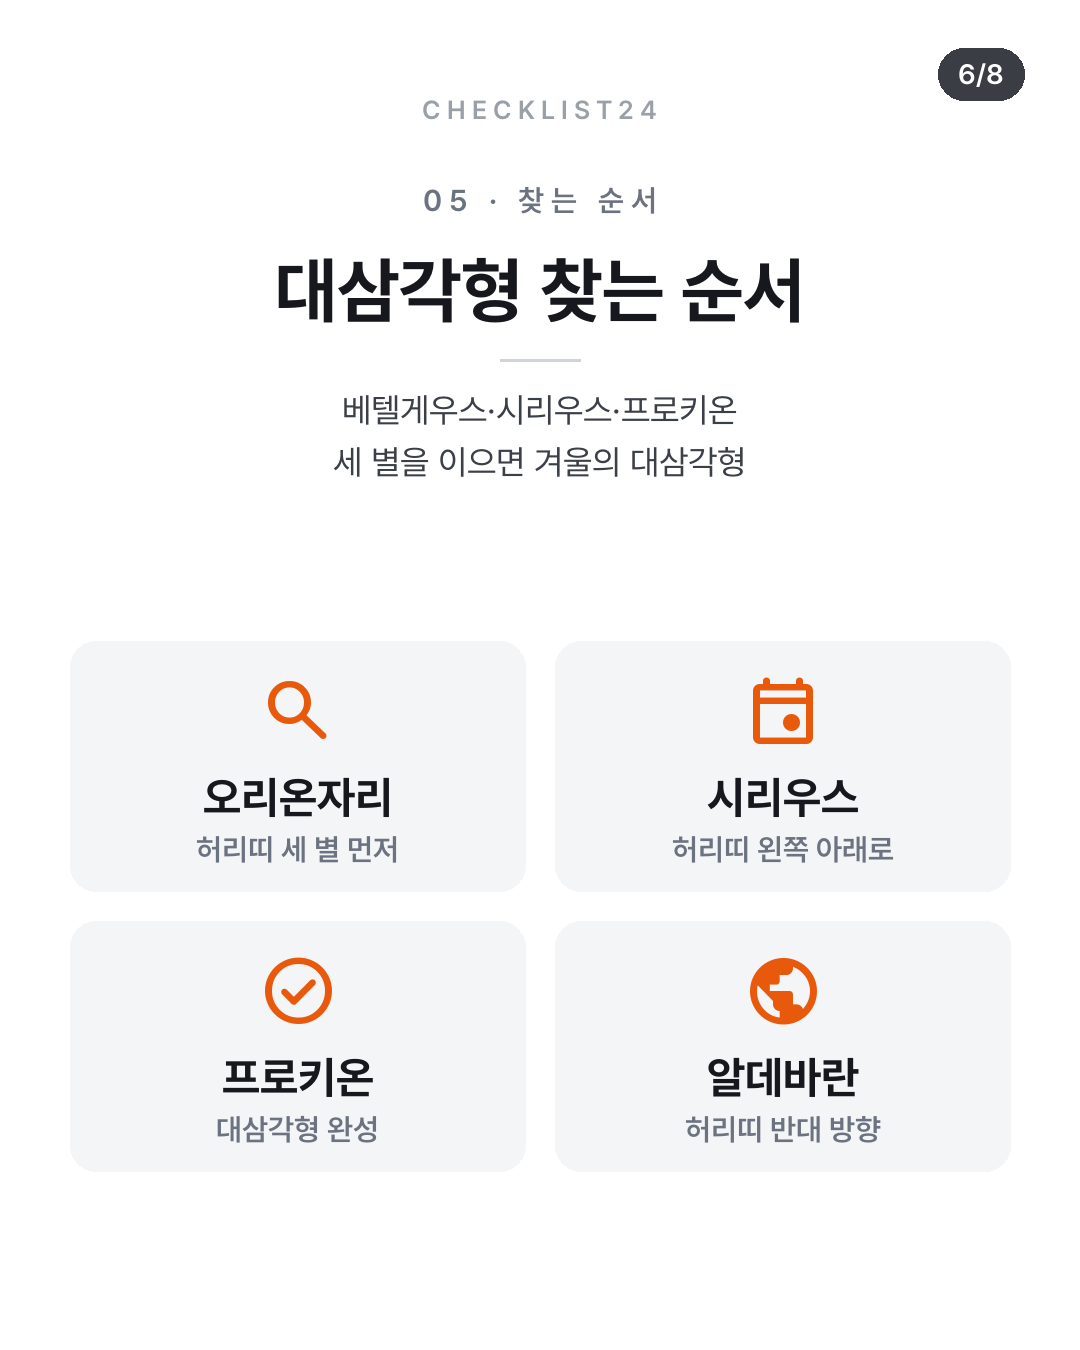 6/8
CHECKLIST24
05 · 찾는 순서
대삼각형 찾는 순서
베텔게우스·시리우스·프로키온
세 별을 이으면 겨울의 대삼각형
오리온자리
허리띠 세 별 먼저
시리우스
허리띠 왼쪽 아래로
프로키온
대삼각형 완성
알데바란
허리띠 반대 방향